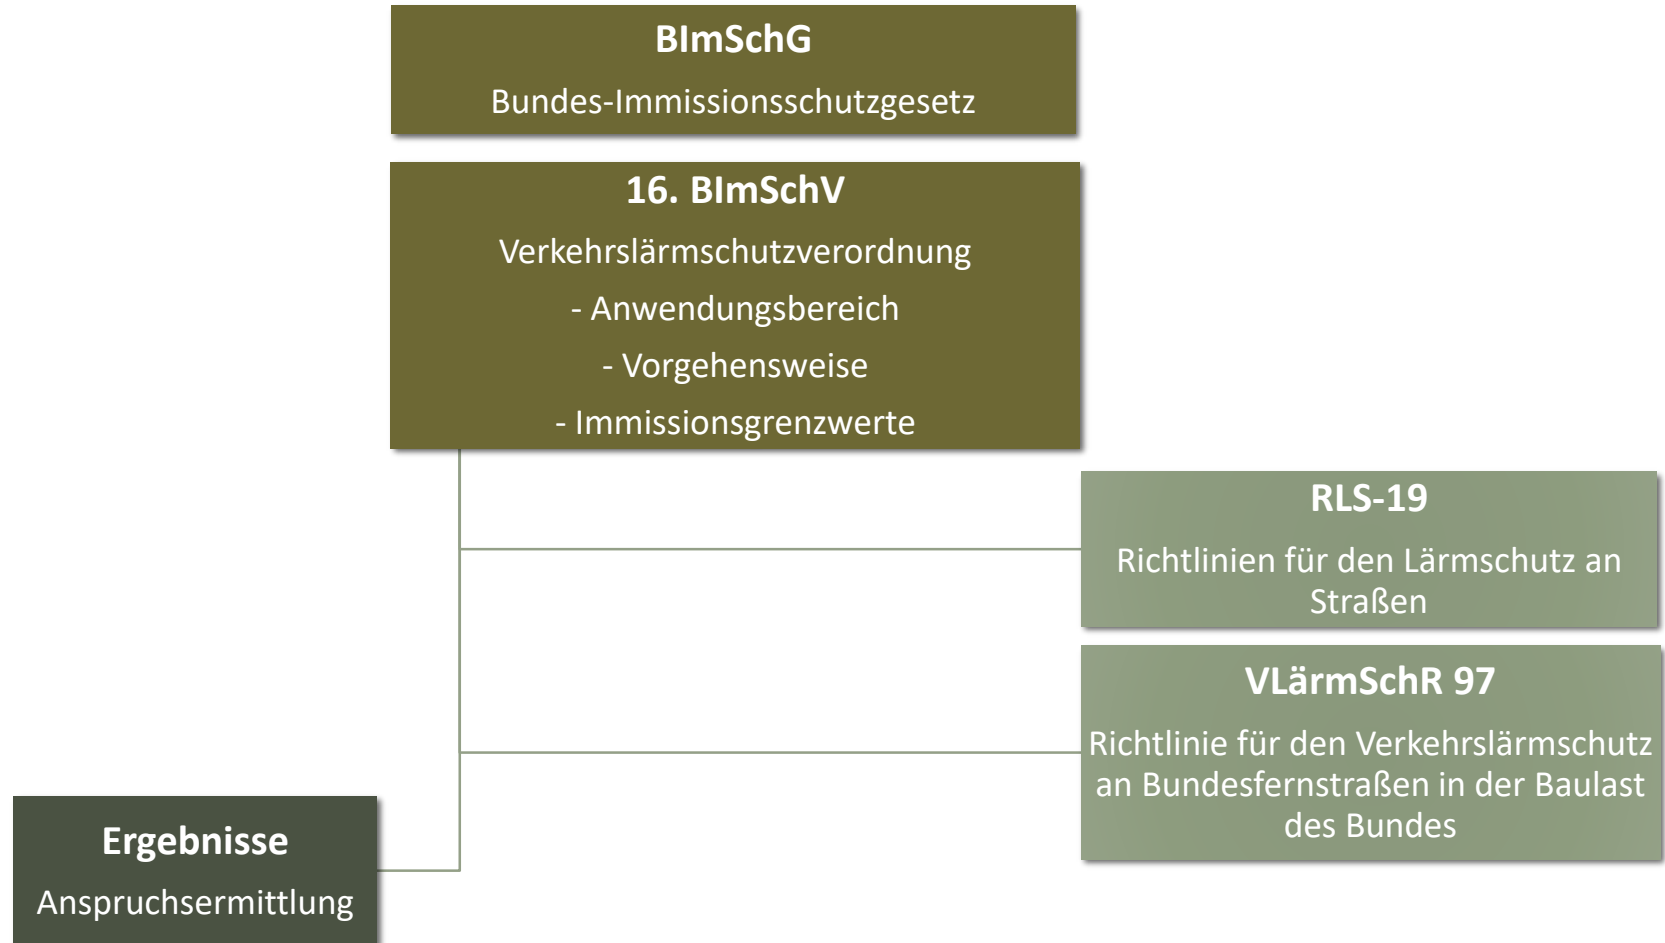 BImSchG
Bundes-Immissionsschutzgesetz
16. BImSchV
Verkehrslärmschutzverordnung
- Anwendungsbereich
- Vorgehensweise
- Immissionsgrenzwerte
RLS-19
Richtlinien für den Lärmschutz an
Straßen
VLärmSchR 97
Richtlinie für den Verkehrslärmschutz
an Bundesfernstraßen in der Baulast
des Bundes
Ergebnisse
Anspruchsermittlung